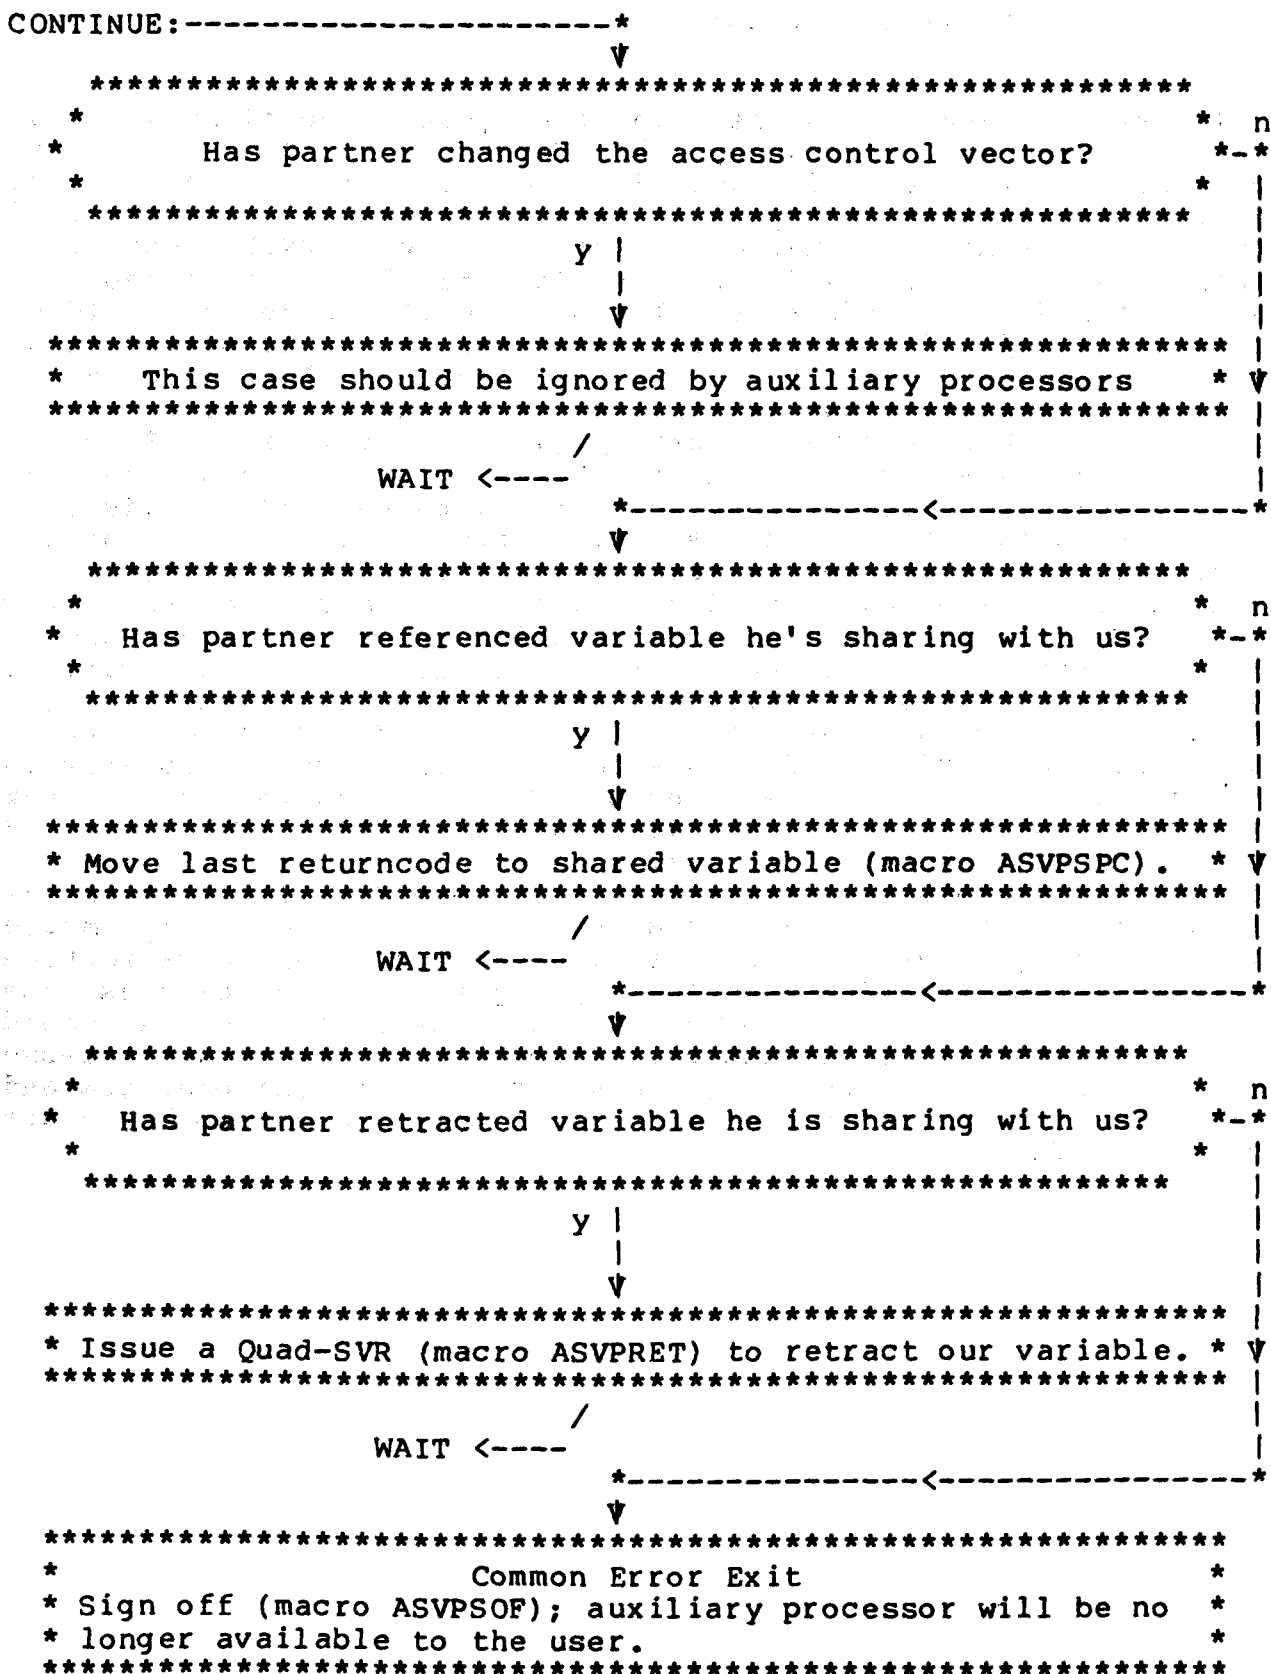 CONTINUE:----------------------*
n
Has partner changed the access control vector?
y
This case should be ignored by auxiliary processors
WAIT <----
n
Has partner referenced variable he's sharing with us?
y
* Move last returncode to shared variable (macro ASVPSPC). *
WAIT <----
n
Has partner retracted variable he is sharing with us?
y
* Issue a Quad-SVR (macro ASVPRET) to retract our variable. *
WAIT <----
Common Error Exit
* Sign off (macro ASVPSOF); auxiliary processor will be no *
* longer available to the user. *